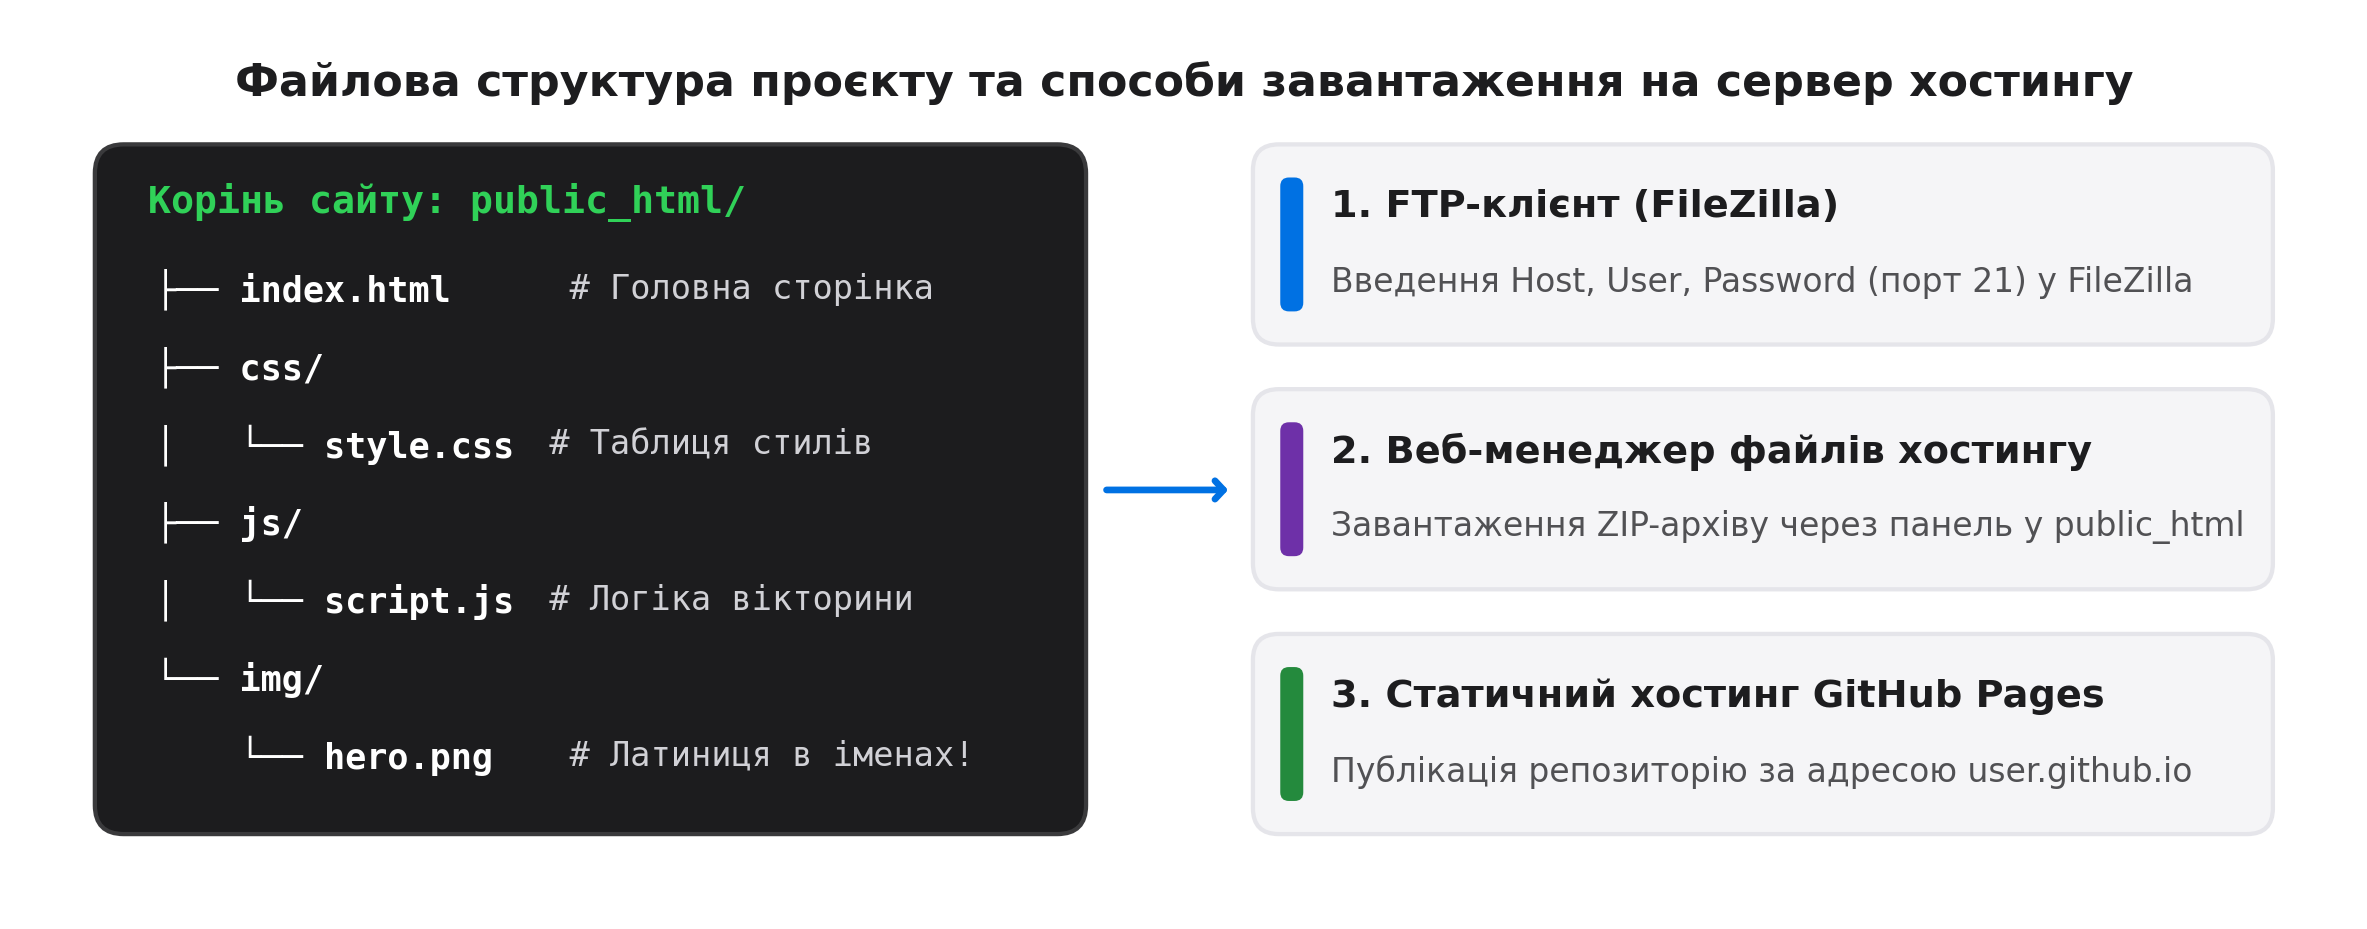 Файлова структура проєкту та способи завантаження на сервер хостингу
Корінь сайту: public_html/
├── index.html # Головна сторінка
├── css/
│   └── style.css # Таблиця стилів
├── js/
│   └── script.js # Логіка вікторини
└── img/
    └── hero.png # Латиниця в іменах!
1. FTP-клієнт (FileZilla)
Введення Host, User, Password (порт 21) у FileZilla
2. Веб-менеджер файлів хостингу
Завантаження ZIP-архіву через панель у public_html
3. Статичний хостинг GitHub Pages
Публікація репозиторію за адресою user.github.io